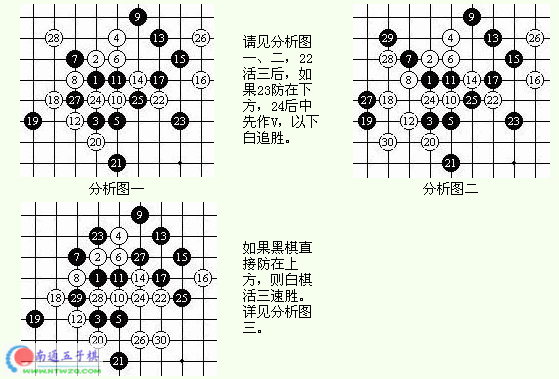 9
28 4 13 26
7 2 6 15
8 1 11 14 17 16
18 27 24 10 25 22
19 12 3 5 23
20
21
分析图一
请见分析图
一、二，22
活三后，如
果23防在下
方，24后中
先作V，以下
白追胜。
9
29 4 13 26
28 7 2 6 15
8 1 11 14 17 16
27 18 24 10 25 22
19 12 3 5 23
30 20
21
分析图二
9
23 4 13
7 2 6 27 15
8 1 11 14 17 16
18 29 28 10 24 22 25
19 12 3 5
20 26 30
21
如果黑棋直
接防在上
方，则白棋
活三速胜。
详见分析图
三。
南通五子棋
WWW.NTWZQ.COM